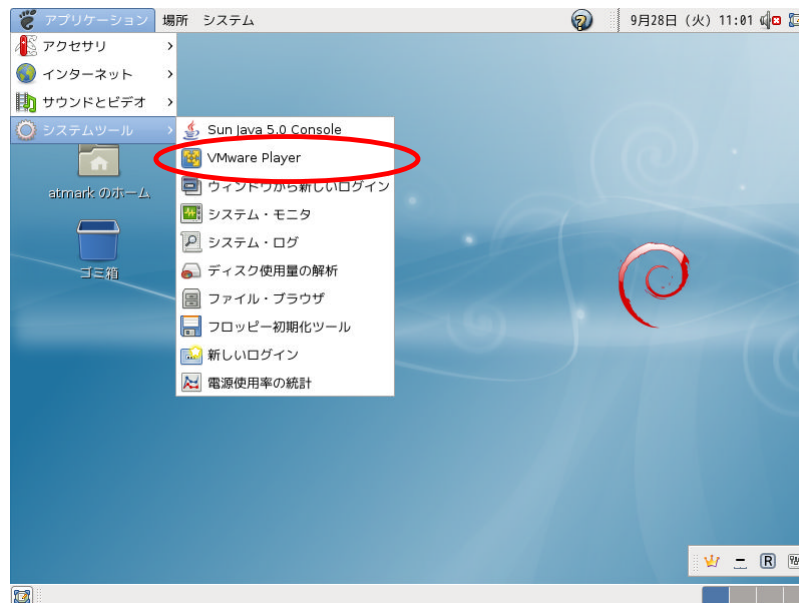 アプリケーション 場所 システム 9月28日 (火) 11:01
アクセサリ
インターネット
サウンドとビデオ
システムツール
Sun Java 5.0 Console
VMware Player
ウィンドウから新しいログイン
システム・モニタ
システム・ログ
ディスク使用量の解析
ファイル・ブラウザ
フロッピー初期化ツール
新しいログイン
電源使用率の統計
atmark のホーム
ゴミ箱
R